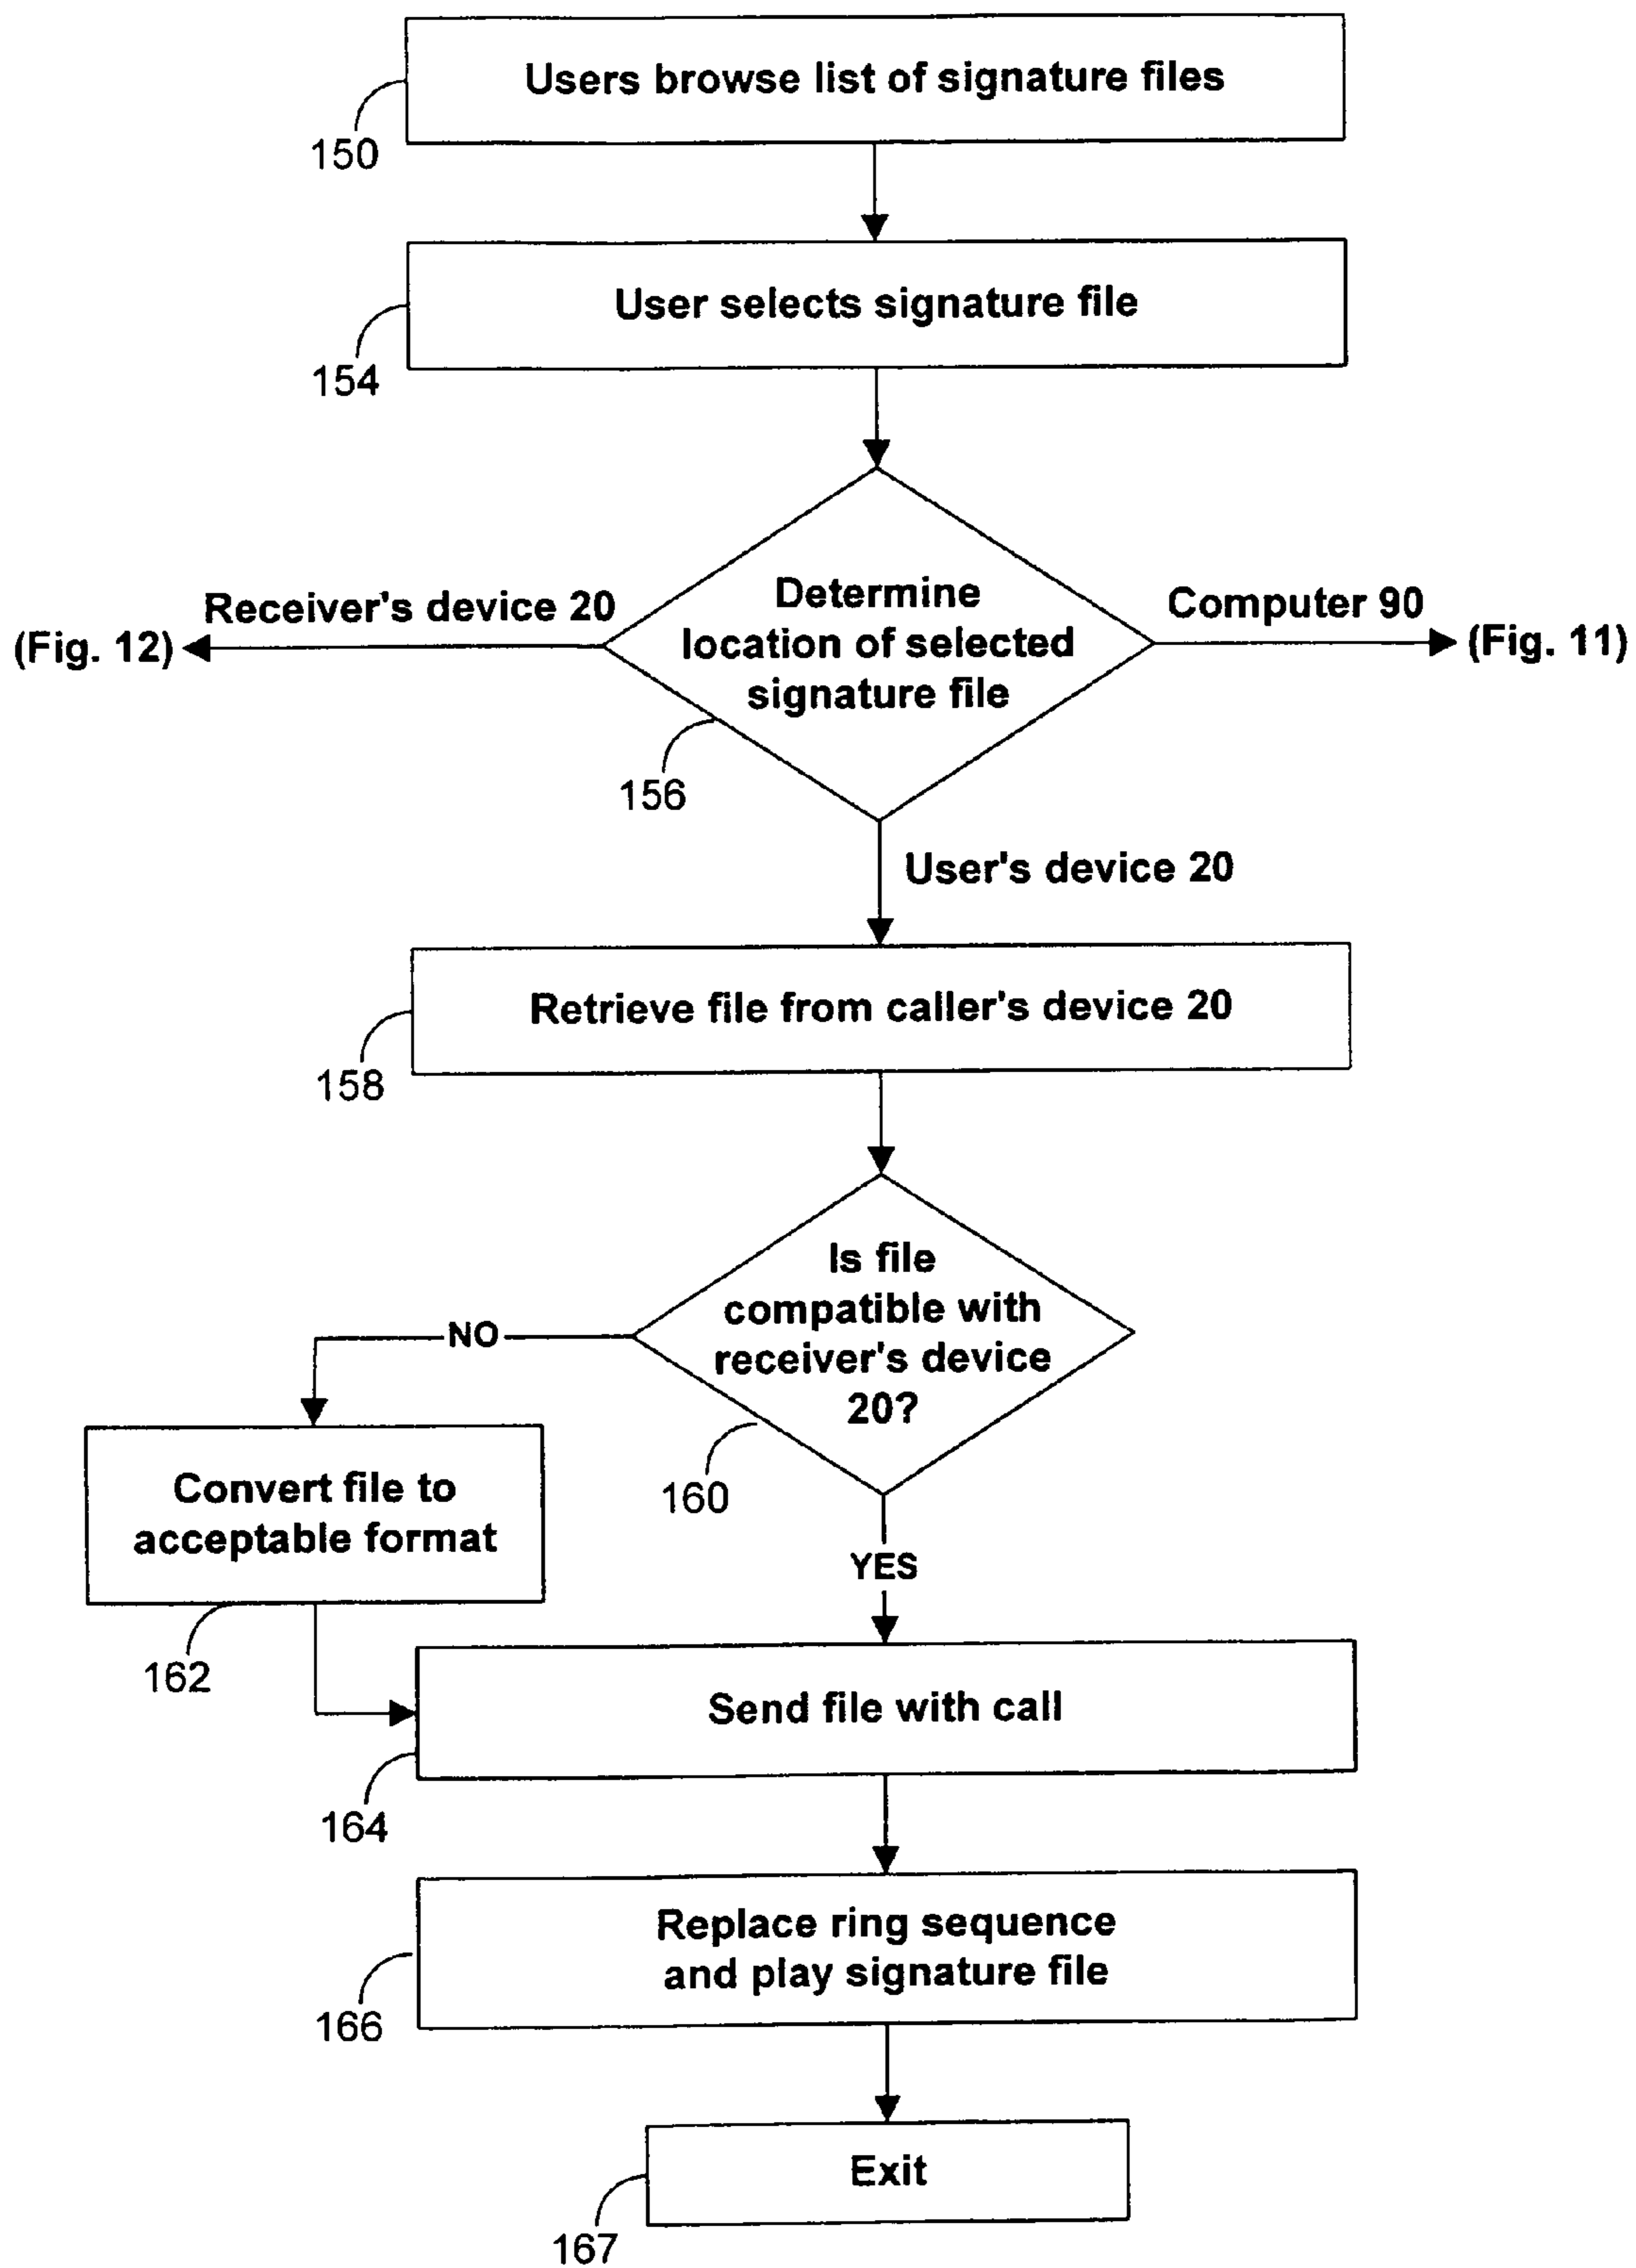 Users browse list of signature files
150
User selects signature file
154
Receiver's device 20
(Fig. 12)
Determine
location of selected
signature file
Computer 90
(Fig. 11)
156
User's device 20
Retrieve file from caller's device 20
158
Is file
compatible with
receiver's device
20?
NO
160
Convert file to
acceptable format
YES
162
Send file with call
164
Replace ring sequence
and play signature file
166
Exit
167